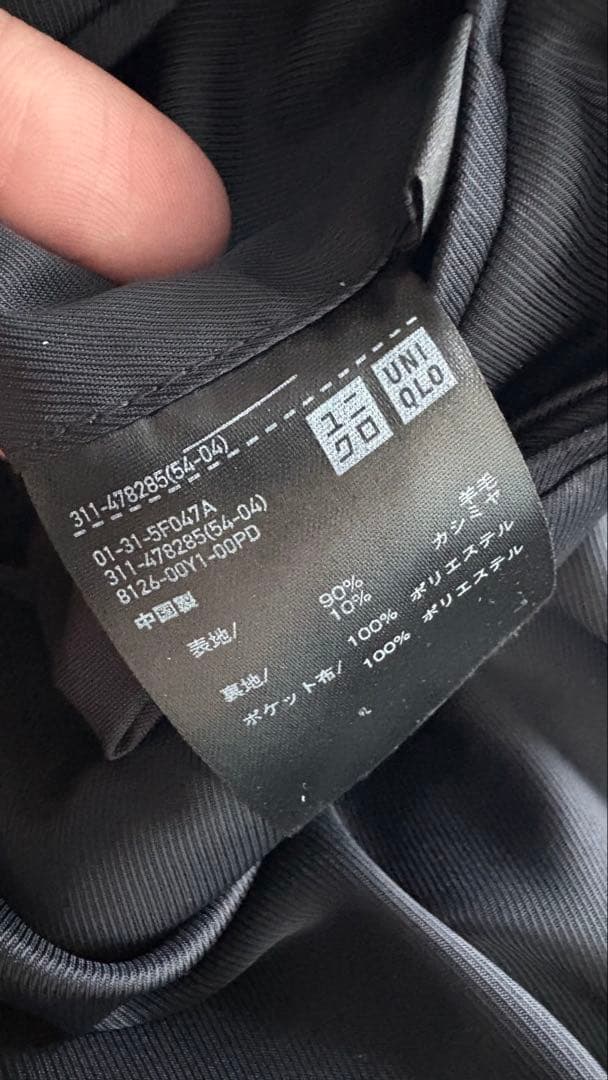 ユニ
クロ
UNI
QLO
311-478285(54-04)
01-31-5F047A
311-478285(54-04)
8126-00Y1-00PD
中国製
表地/ 90% 羊毛
10% カシミヤ
裏地/ 100% ポリエステル
ポケット布/ 100% ポリエステル